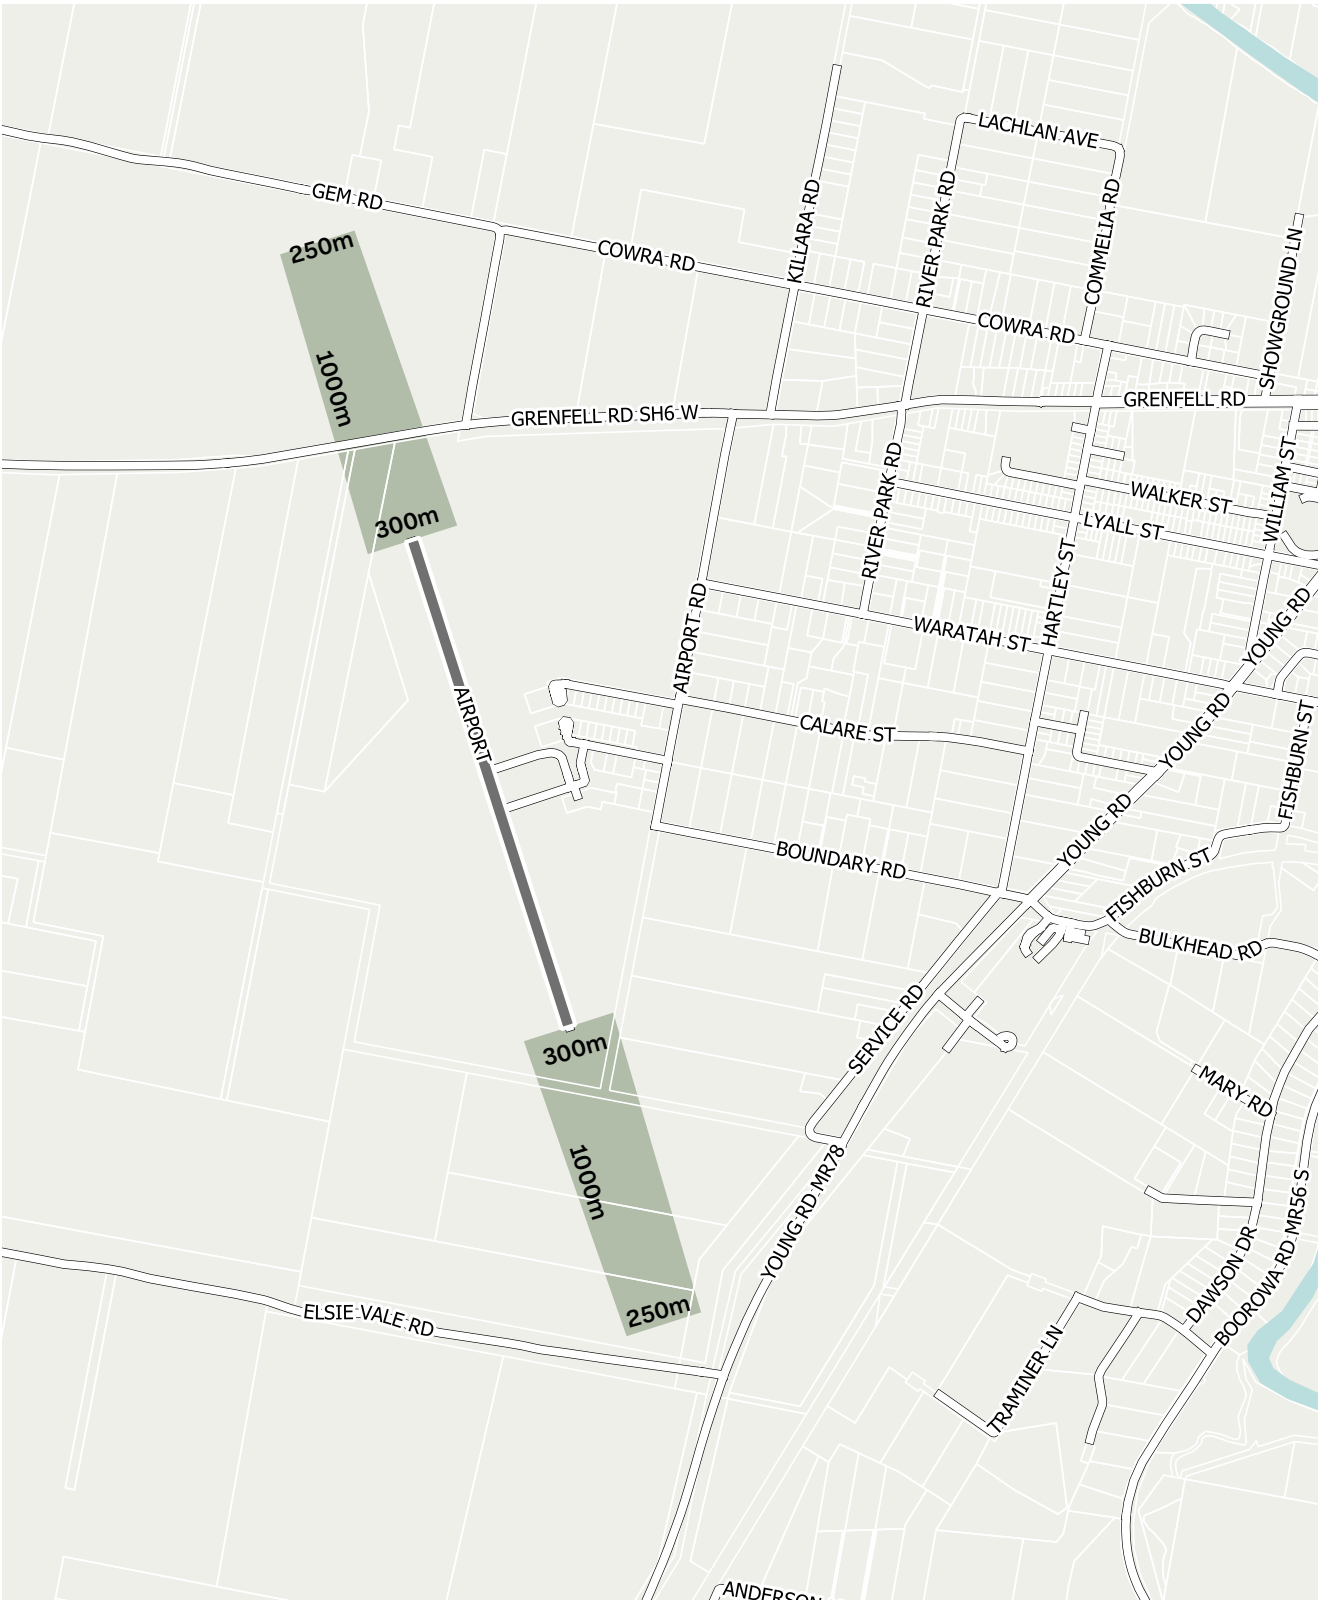 LACHLAN AVE
GEM RD
KILLARA RD
RIVER PARK RD
COMMELIA RD
SHOWGROUND LN
250m
COWRA RD
COWRA RD
1000m
GRENFELL RD SH6 W
GRENFELL RD
RIVER PARK RD
WALKER ST
WILLIAM ST
LYALL ST
300m
HARTLEY ST
AIRPORT RD
WARATAH ST
YOUNG RD
AIRPORT
CALARE ST
YOUNG RD
FISHBURN ST
YOUNG RD
BOUNDARY RD
FISHBURN ST
BULKHEAD RD
SERVICE RD
300m
MARY RD
1000m
YOUNG RD MR78
DAWSON DR
BOOROWA RD MR56 S
250m
ELSIE VALE RD
TRAMINER LN
ANDERSON